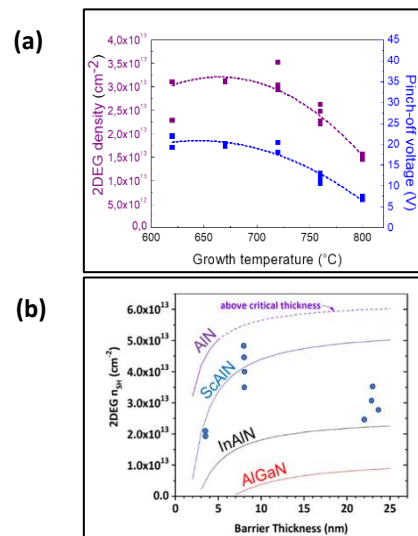 (a)
4,0x10¹³
3,5x10¹³
3,0x10¹³
2,5x10¹³
2,0x10¹³
1,5x10¹³
1,0x10¹³
5,0x10¹²
0,0
2DEG density (cm⁻²)
45
40
35
30
25
20
15
10
5
0
Pinch-off voltage (V)
600 650 700 750 800
Growth temperature (°C)
(b)
6.0x10¹³
5.0x10¹³
4.0x10¹³
3.0x10¹³
2.0x10¹³
1.0x10¹³
0.0
2DEG n_SH (cm⁻²)
above critical thickness
AlN
ScAlN
InAlN
AlGaN
0 5 10 15 20 25
Barrier Thickness (nm)